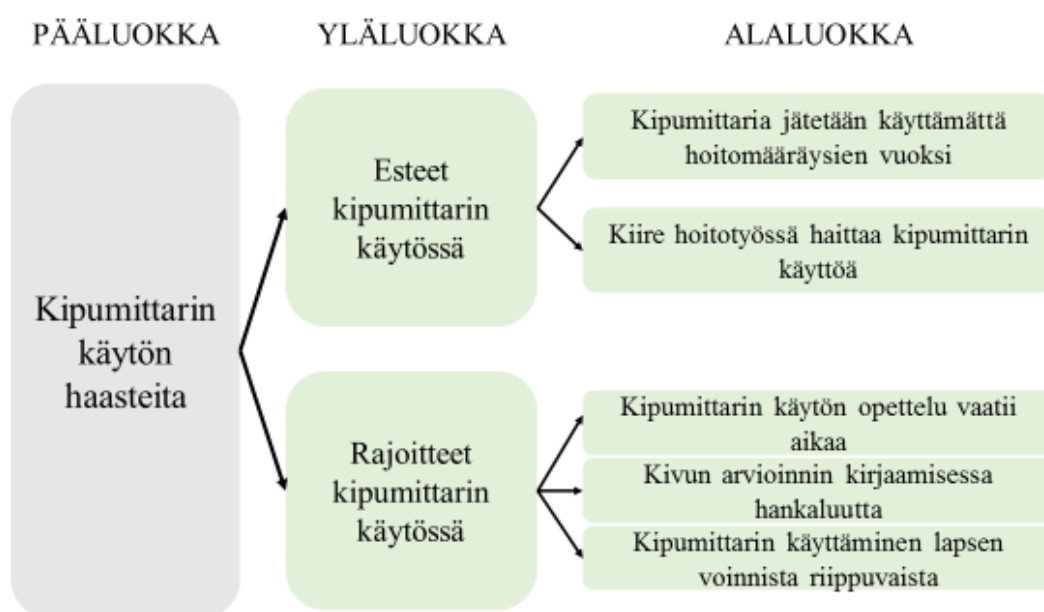 PÄÄLUOKKA YLÄLUOKKA ALALUOKKA
Kipumittarin
käytön
haasteita
Esteet
kipumittarin
käytössä
Kipumittaria jätetään käyttämättä
hoitomääräysien vuoksi
Kiire hoitotyössä haittaa kipumittarin
käyttöä
Rajoitteet
kipumittarin
käytössä
Kipumittarin käytön opettelu vaatii
aikaa
Kivun arvioinnin kirjaamisessa
hankaluutta
Kipumittarin käyttäminen lapsen
voinnista riippuvaista